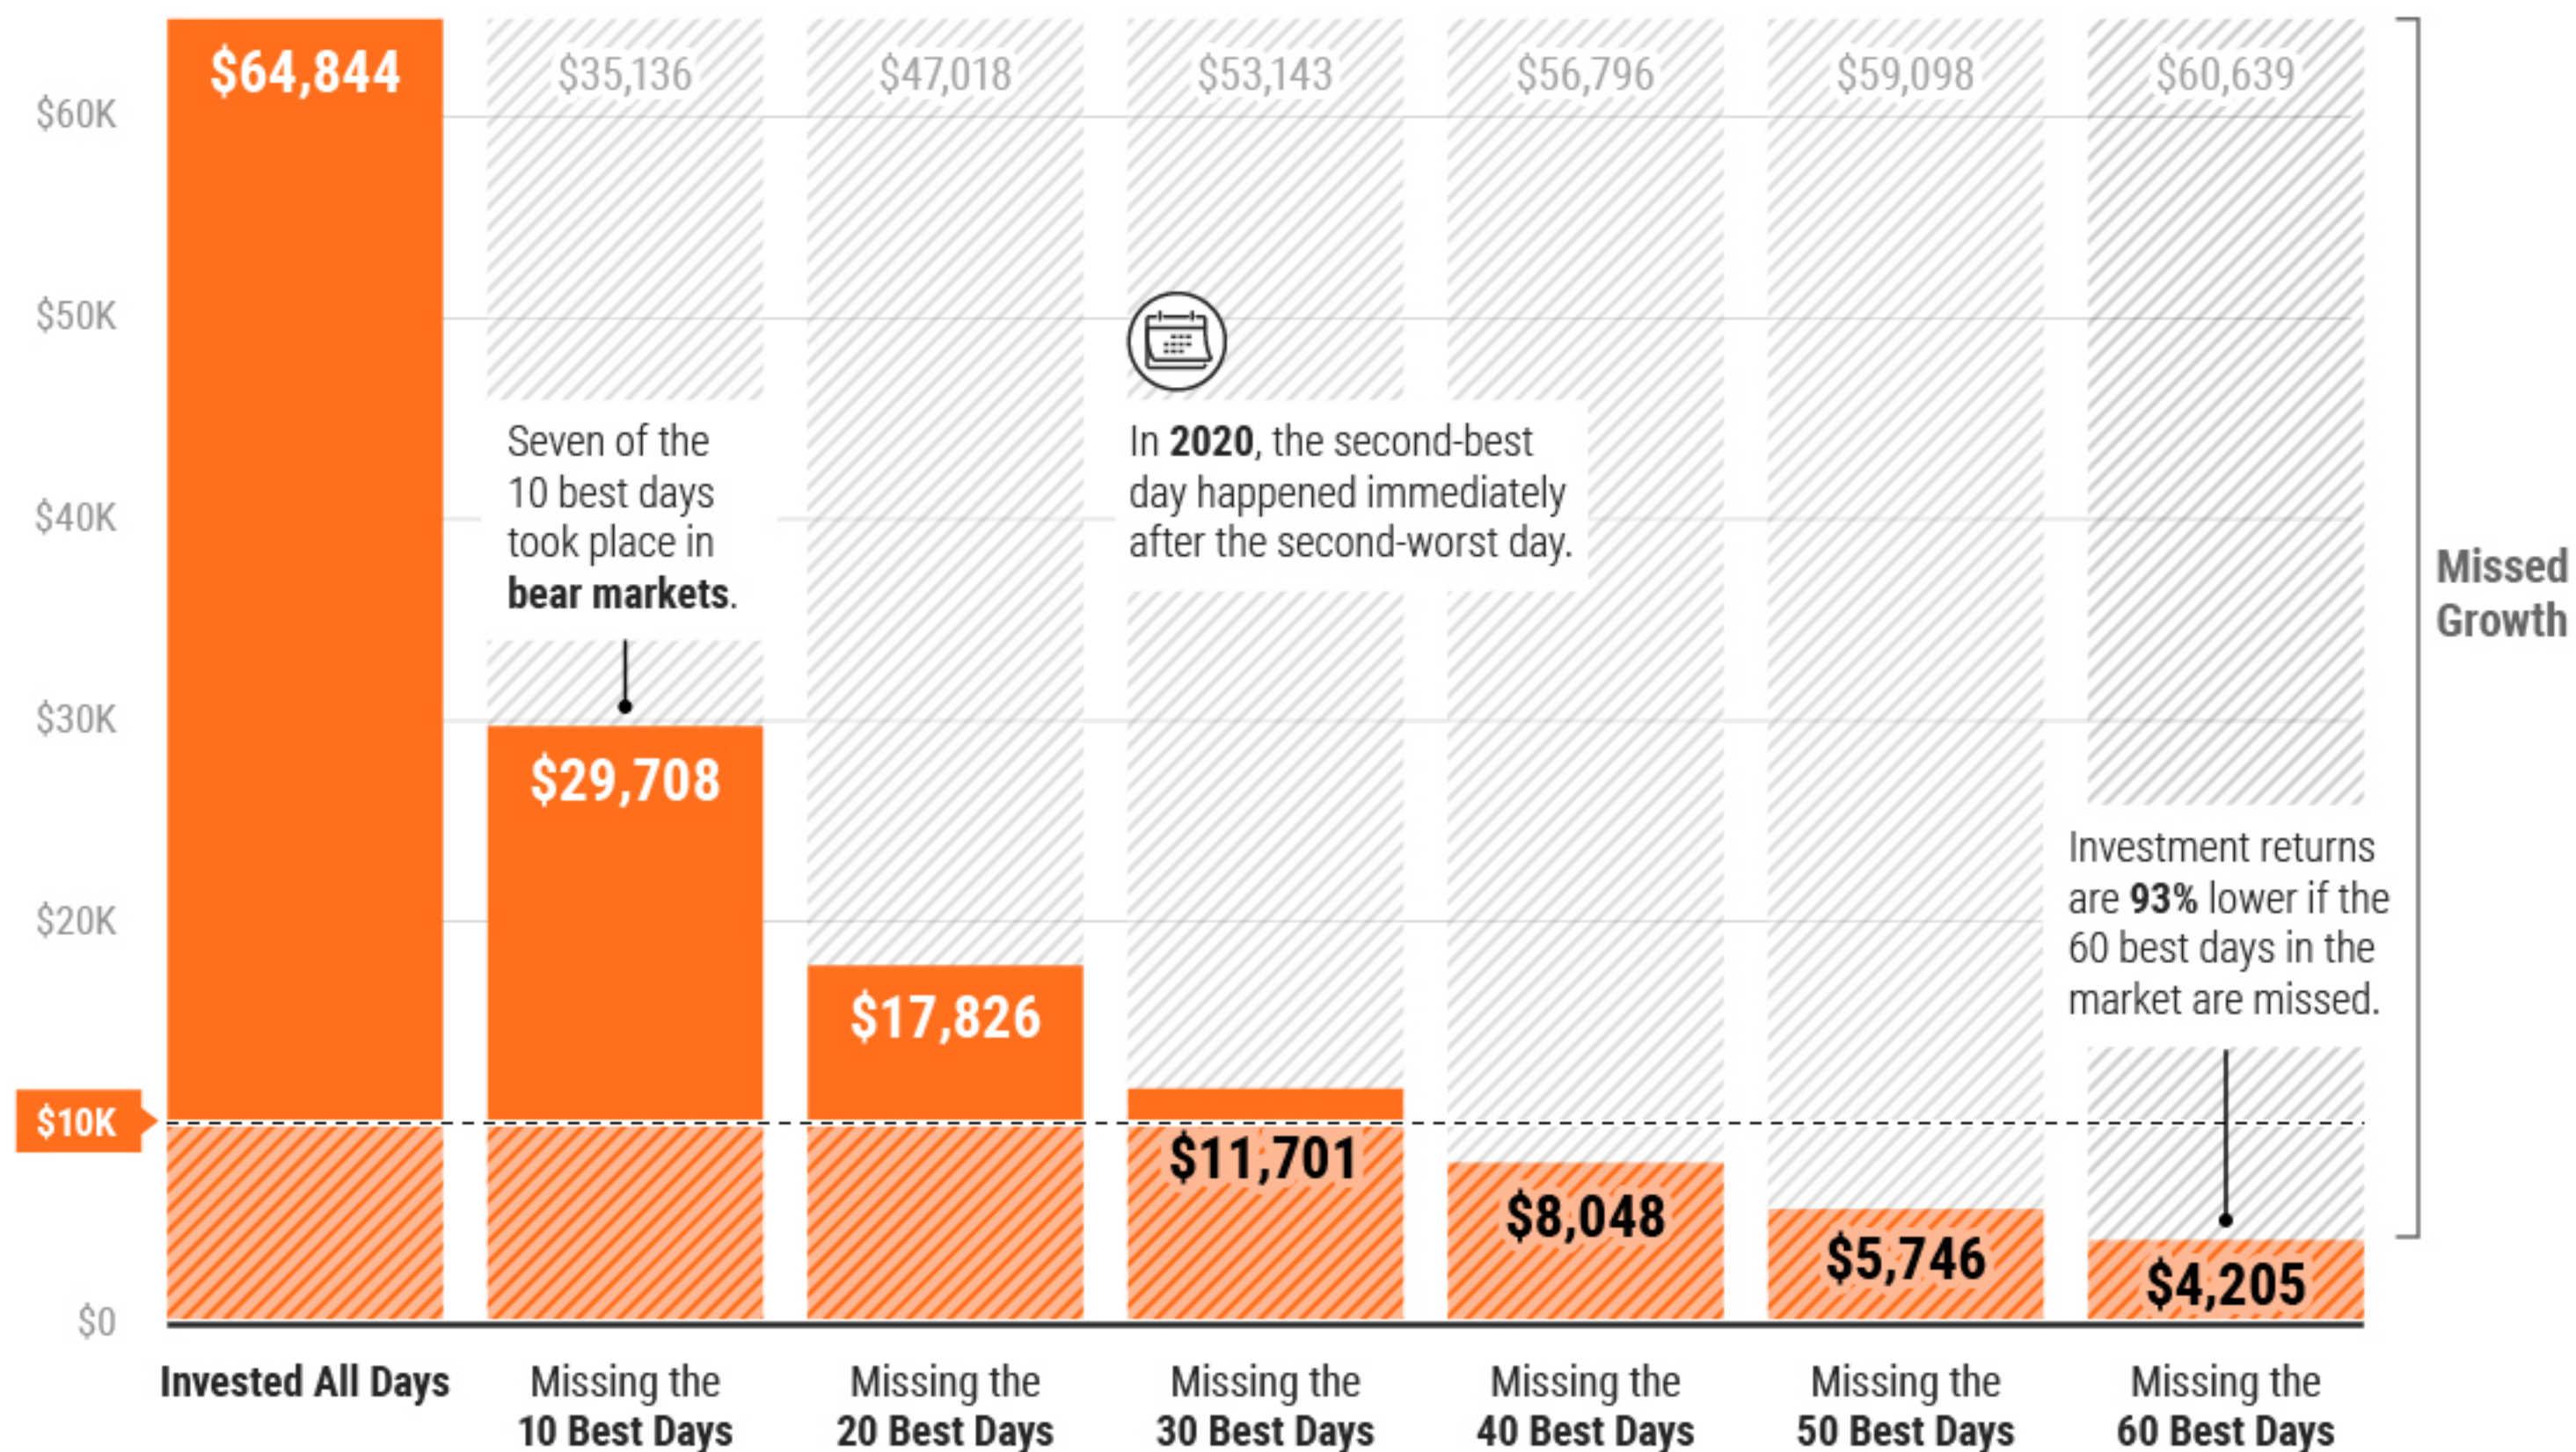 $64,844
$35,136
$47,018
$53,143
$56,796
$59,098
$60,639
$60K
$50K
$40K
$30K
$20K
$10K
$0
Seven of the
10 best days
took place in
bear markets.
In 2020, the second-best
day happened immediately
after the second-worst day.
Missed
Growth
$29,708
Investment returns
are 93% lower if the
60 best days in the
market are missed.
$17,826
$11,701
$8,048
$5,746
$4,205
Invested All Days
Missing the
10 Best Days
Missing the
20 Best Days
Missing the
30 Best Days
Missing the
40 Best Days
Missing the
50 Best Days
Missing the
60 Best Days